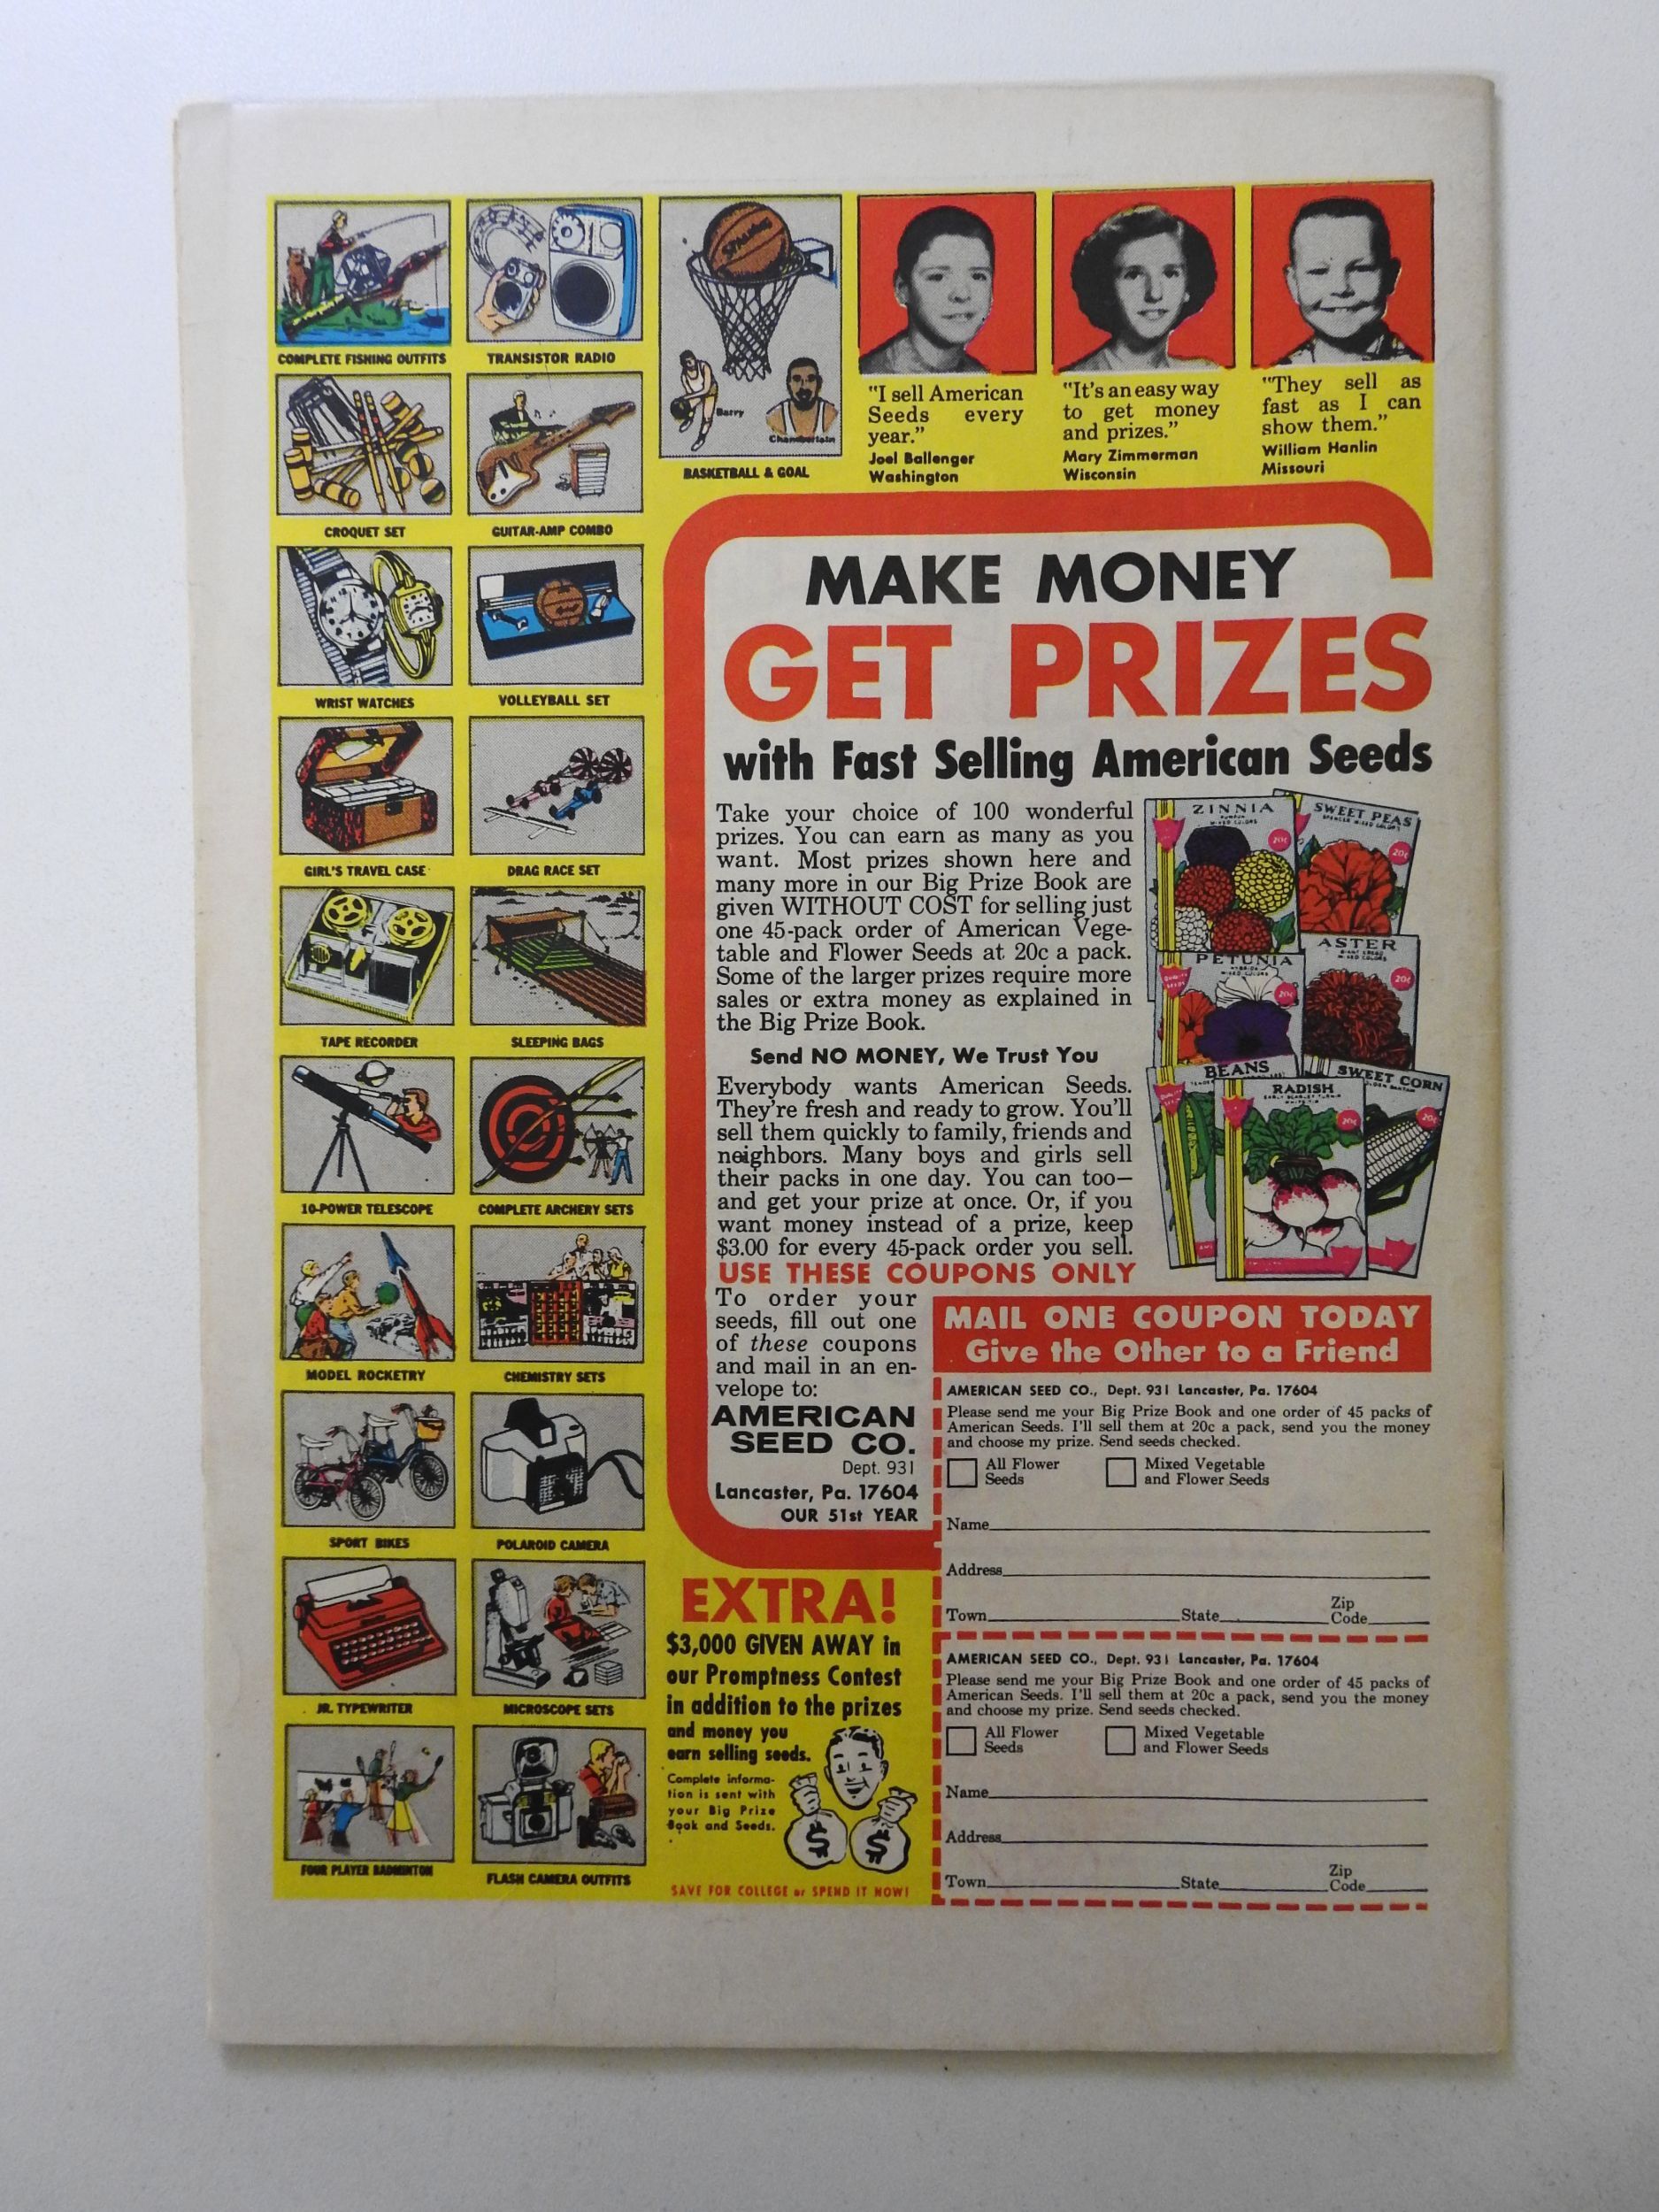 COMPLETE FISHING OUTFITS
TRANSISTOR RADIO
Barry
Chamberlain
BASKETBALL & GOAL
CROQUET SET
GUITAR-AMP COMBO
WRIST WATCHES
VOLLEYBALL SET
GIRL'S TRAVEL CASE
DRAG RACE SET
TAPE RECORDER
SLEEPING BAGS
10-POWER TELESCOPE
COMPLETE ARCHERY SETS
MODEL ROCKETRY
CHEMISTRY SETS
SPORT BIKES
POLAROID CAMERA
JR. TYPEWRITER
MICROSCOPE SETS
FOUR PLAYER BADMINTON
FLASH CAMERA OUTFITS
"I sell American
Seeds every
year."
Joel Ballenger
Washington
"It's an easy way
to get money
and prizes."
Mary Zimmerman
Wisconsin
"They sell as
fast as I can
show them."
William Hanlin
Missouri
MAKE MONEY
GET PRIZES
with Fast Selling American Seeds
Take your choice of 100 wonderful
prizes. You can earn as many as you
want. Most prizes shown here and
many more in our Big Prize Book are
given WITHOUT COST for selling just
one 45-pack order of American Vege-
table and Flower Seeds at 20c a pack.
Some of the larger prizes require more
sales or extra money as explained in
the Big Prize Book.
Send NO MONEY, We Trust You
Everybody wants American Seeds.
They're fresh and ready to grow. You'll
sell them quickly to family, friends and
neighbors. Many boys and girls sell
their packs in one day. You can too—
and get your prize at once. Or, if you
want money instead of a prize, keep
$3.00 for every 45-pack order you sell.
USE THESE COUPONS ONLY
To order your
seeds, fill out one
of these coupons
and mail in an en-
velope to:
AMERICAN
SEED CO.
Dept. 931
Lancaster, Pa. 17604
OUR 51st YEAR
ZINNIA
MIXED COLORS
20¢
SWEET PEAS
20¢
PETUNIA
MIXED COLORS
20¢
ASTER
MIXED COLORS
20¢
BEANS
RADISH
20¢
SWEET CORN
20¢
MAIL ONE COUPON TODAY
Give the Other to a Friend
AMERICAN SEED CO., Dept. 931 Lancaster, Pa. 17604
Please send me your Big Prize Book and one order of 45 packs of
American Seeds. I'll sell them at 20c a pack, send you the money
and choose my prize. Send seeds checked.
All Flower
Seeds
Mixed Vegetable
and Flower Seeds
Name
Address
Town State Zip
Code
AMERICAN SEED CO., Dept. 931 Lancaster, Pa. 17604
Please send me your Big Prize Book and one order of 45 packs of
American Seeds. I'll sell them at 20c a pack, send you the money
and choose my prize. Send seeds checked.
All Flower
Seeds
Mixed Vegetable
and Flower Seeds
Name
Address
Town State Zip
Code
EXTRA!
$3,000 GIVEN AWAY in
our Promptness Contest
in addition to the prizes
and money you
earn selling seeds.
Complete informa-
tion is sent with
your Big Prize
Book and Seeds.
$ $
SAVE FOR COLLEGE or SPEND IT NOW!